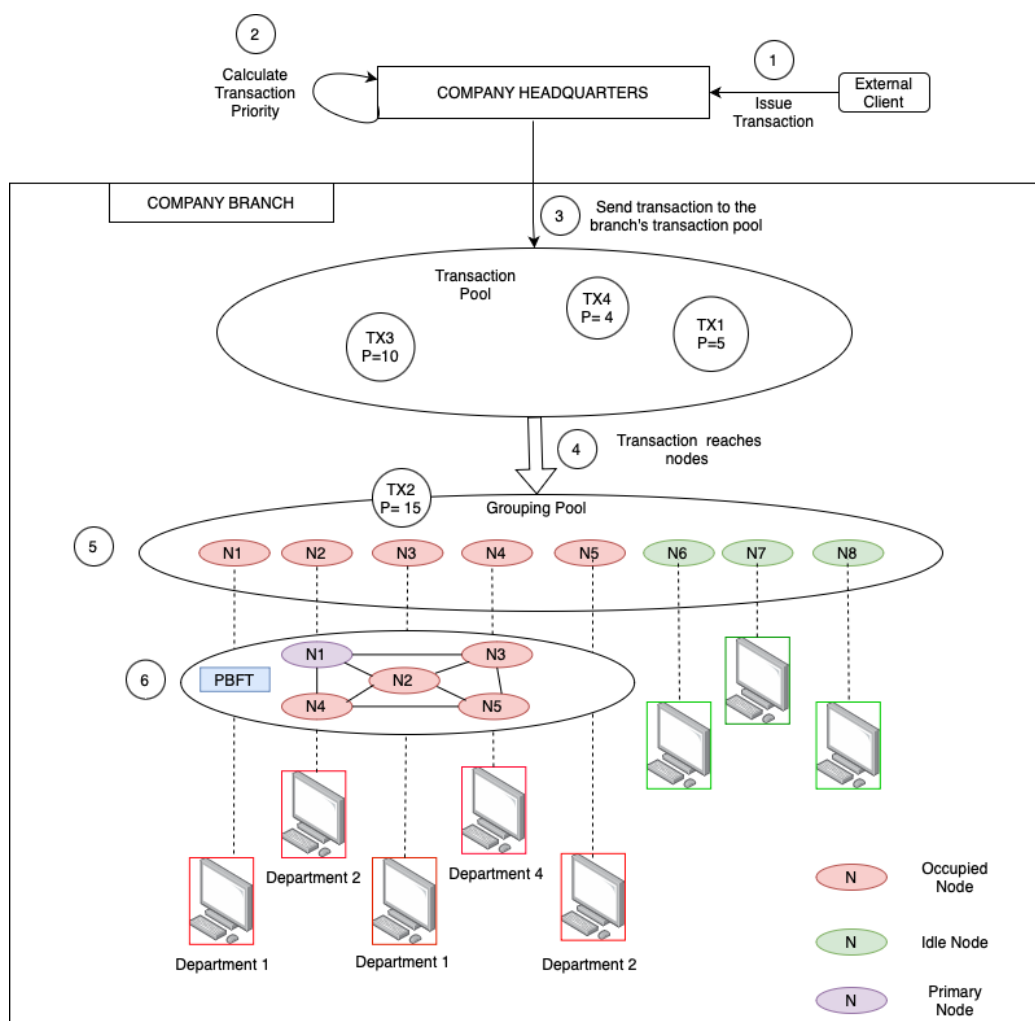 2
1
Calculate
Transaction
Priority
COMPANY HEADQUARTERS
External
Client
Issue
Transaction
COMPANY BRANCH
3
Send transaction to the
branch's transaction pool
Transaction
Pool
TX4
P= 4
TX3
P=10
TX1
P=5
4
Transaction reaches
nodes
TX2
P= 15
Grouping Pool
5
N1
N2
N3
N4
N5
N6
N7
N8
6
PBFT
N1
N3
N2
N4
N5
Department 2
Department 4
Department 1
Department 1
Department 2
N
Occupied
Node
N
Idle Node
N
Primary
Node